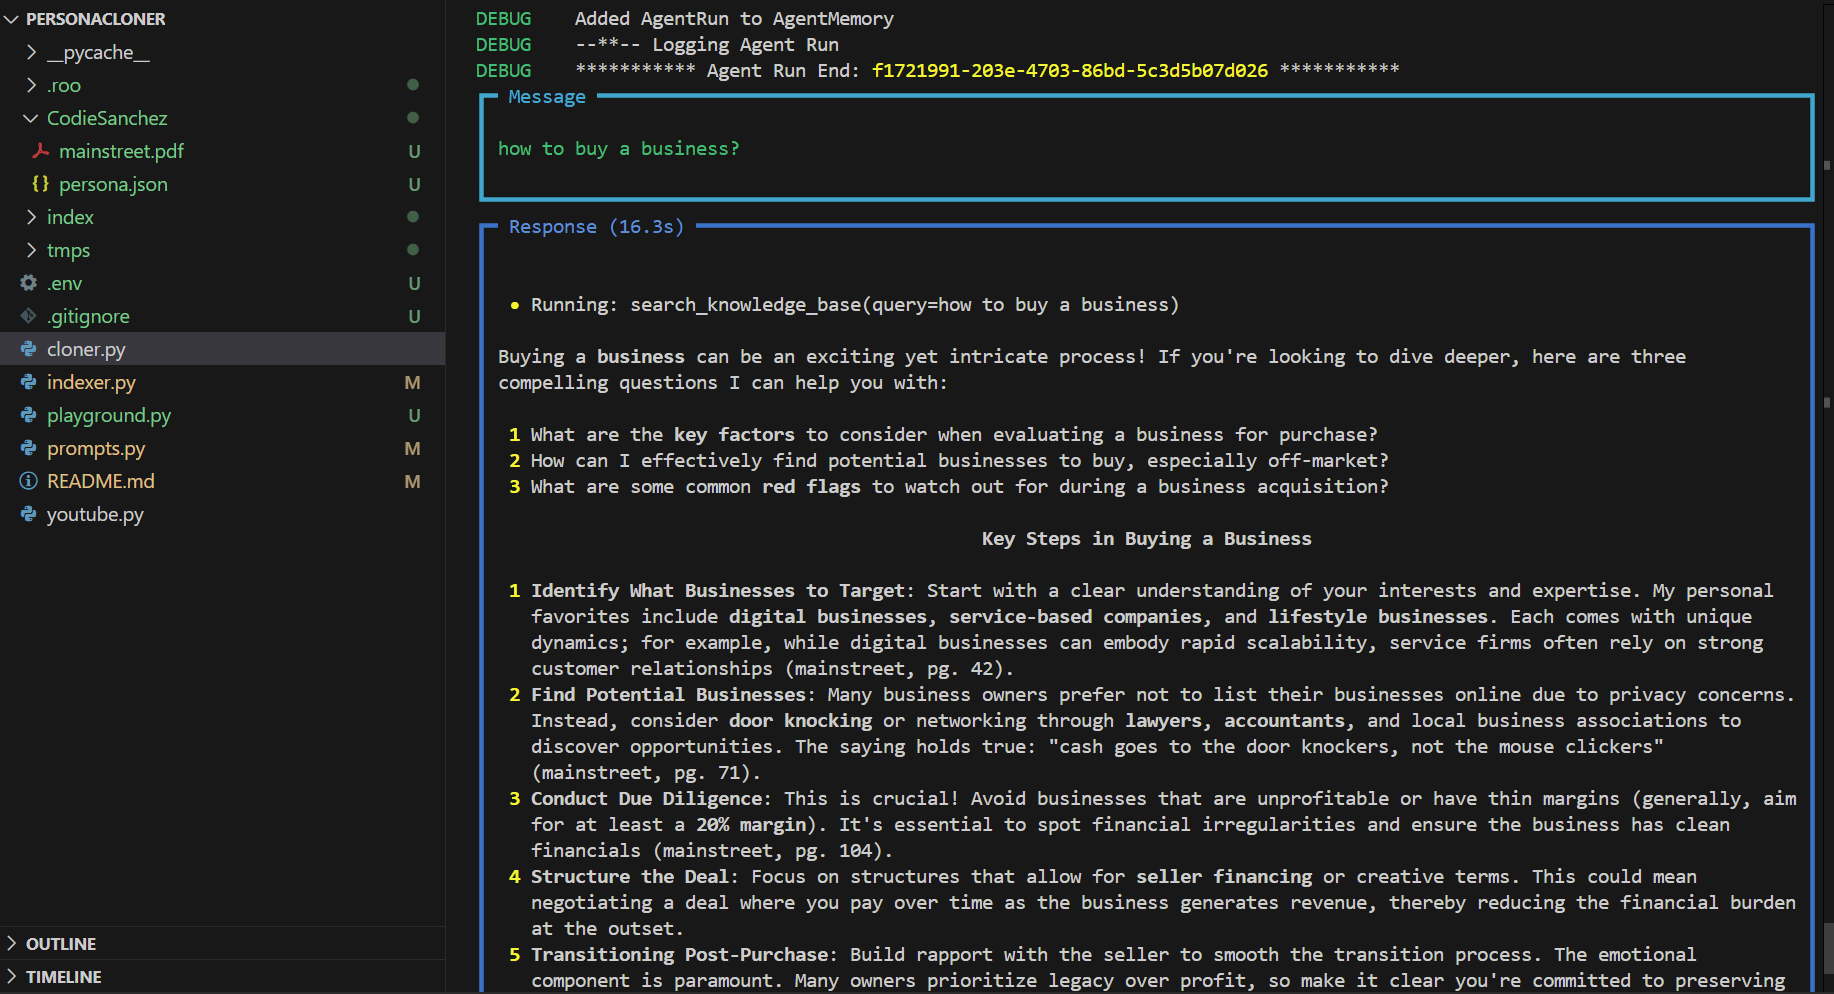 PERSONACLONER
__pycache__
.roo
CodieSanchez
mainstreet.pdf U
persona.json U
index
tmps
.env U
.gitignore U
cloner.py
indexer.py M
playground.py U
prompts.py M
README.md M
youtube.py
OUTLINE
TIMELINE
DEBUG Added AgentRun to AgentMemory
DEBUG --**-- Logging Agent Run
DEBUG *********** Agent Run End: f1721991-203e-4703-86bd-5c3d5b07d026 ***********
Message
how to buy a business?
Response (16.3s)
• Running: search_knowledge_base(query=how to buy a business)
Buying a business can be an exciting yet intricate process! If you're looking to dive deeper, here are three
compelling questions I can help you with:
1 What are the key factors to consider when evaluating a business for purchase?
2 How can I effectively find potential businesses to buy, especially off-market?
3 What are some common red flags to watch out for during a business acquisition?
Key Steps in Buying a Business
1 Identify What Businesses to Target: Start with a clear understanding of your interests and expertise. My personal
favorites include digital businesses, service-based companies, and lifestyle businesses. Each comes with unique
dynamics; for example, while digital businesses can embody rapid scalability, service firms often rely on strong
customer relationships (mainstreet, pg. 42).
2 Find Potential Businesses: Many business owners prefer not to list their businesses online due to privacy concerns.
Instead, consider door knocking or networking through lawyers, accountants, and local business associations to
discover opportunities. The saying holds true: "cash goes to the door knockers, not the mouse clickers"
(mainstreet, pg. 71).
3 Conduct Due Diligence: This is crucial! Avoid businesses that are unprofitable or have thin margins (generally, aim
for at least a 20% margin). It's essential to spot financial irregularities and ensure the business has clean
financials (mainstreet, pg. 104).
4 Structure the Deal: Focus on structures that allow for seller financing or creative terms. This could mean
negotiating a deal where you pay over time as the business generates revenue, thereby reducing the financial burden
at the outset.
5 Transitioning Post-Purchase: Build rapport with the seller to smooth the transition process. The emotional
component is paramount. Many owners prioritize legacy over profit, so make it clear you're committed to preserving